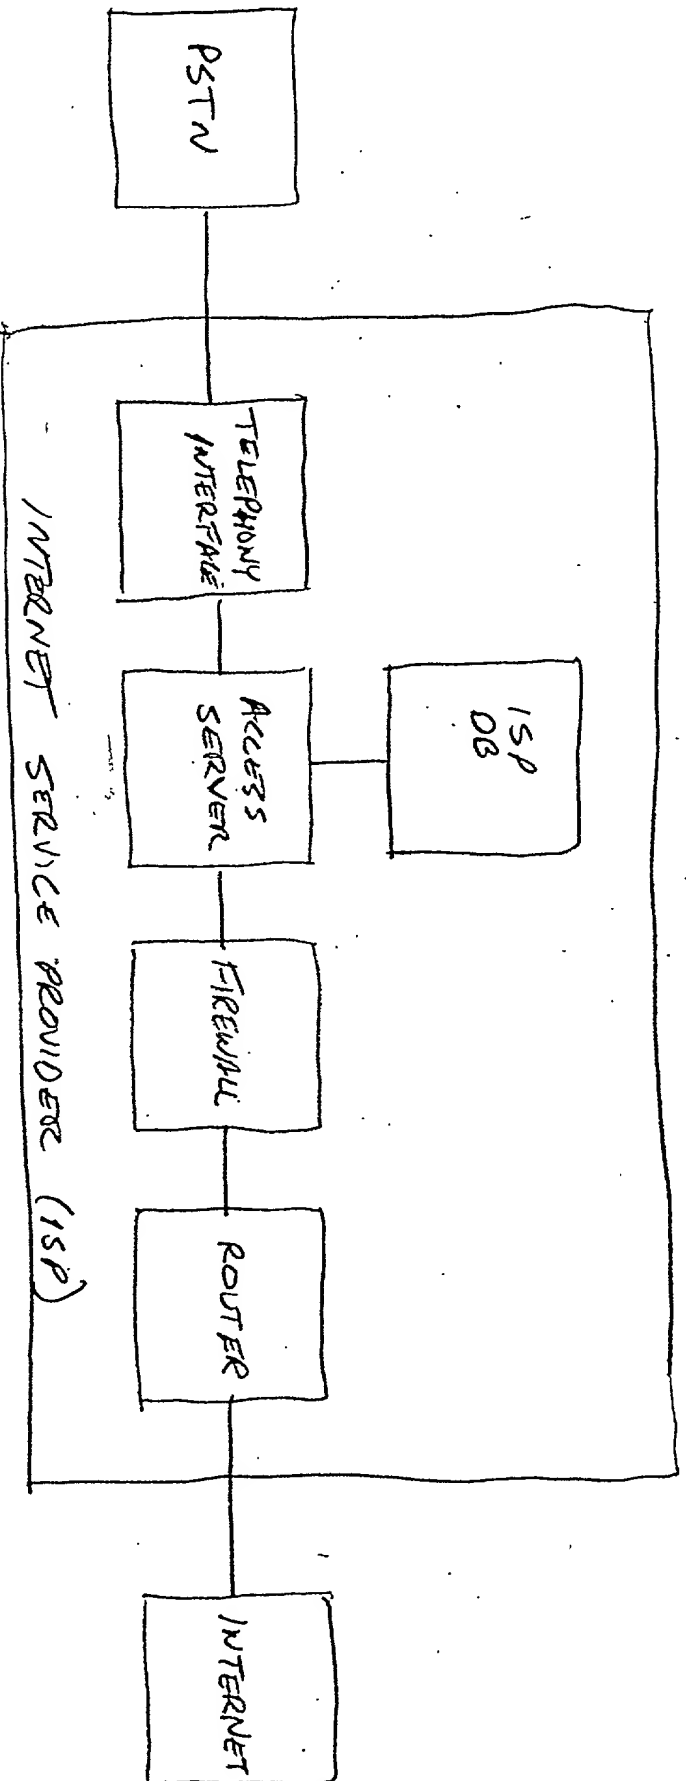 PSTN
TELEPHONY
INTERFACE
ISP
DB
ACCESS
SERVER
FIREWALL
ROUTER
INTERNET
INTERNET SERVICE PROVIDER (ISP)